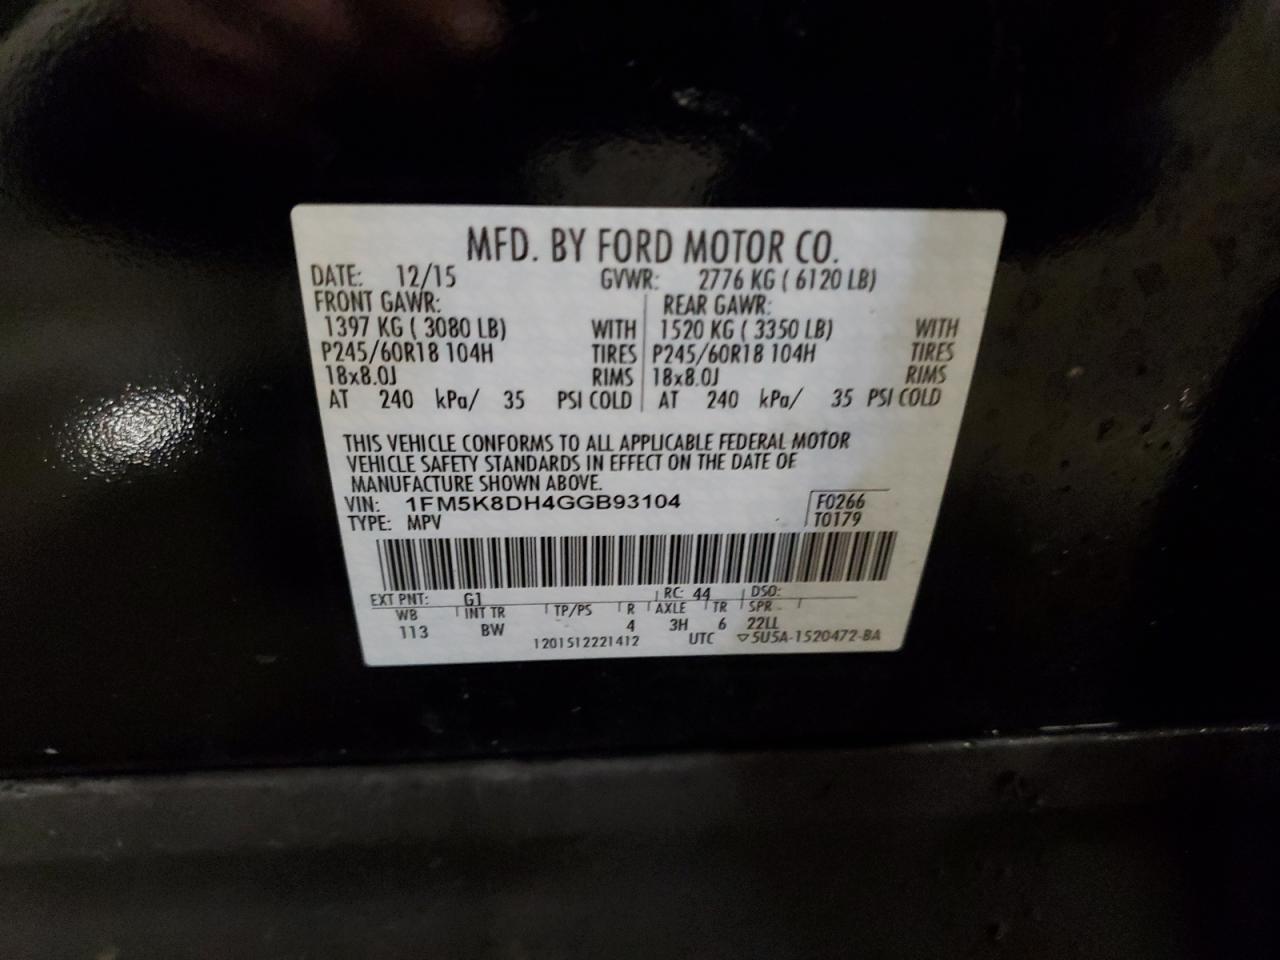 MFD. BY FORD MOTOR CO.
DATE: 12/15 GVWR: 2776 KG ( 6120 LB)
FRONT GAWR: REAR GAWR:
1397 KG ( 3080 LB) WITH 1520 KG ( 3350 LB) WITH
P245/60R18 104H TIRES P245/60R18 104H TIRES
18x8.0J RIMS 18x8.0J RIMS
AT 240 kPa/ 35 PSI COLD AT 240 kPa/ 35 PSI COLD
THIS VEHICLE CONFORMS TO ALL APPLICABLE FEDERAL MOTOR
VEHICLE SAFETY STANDARDS IN EFFECT ON THE DATE OF
MANUFACTURE SHOWN ABOVE.
VIN: 1FM5K8DH4GGB93104 F0266
TYPE: MPV T0179
EXT PNT: G1 RC: 44 DSO:
WB INT TR TP/PS R AXLE TR SPR
113 BW 4 3H 6 22LL
1201512221412 UTC ▽5U5A-1520472-BA